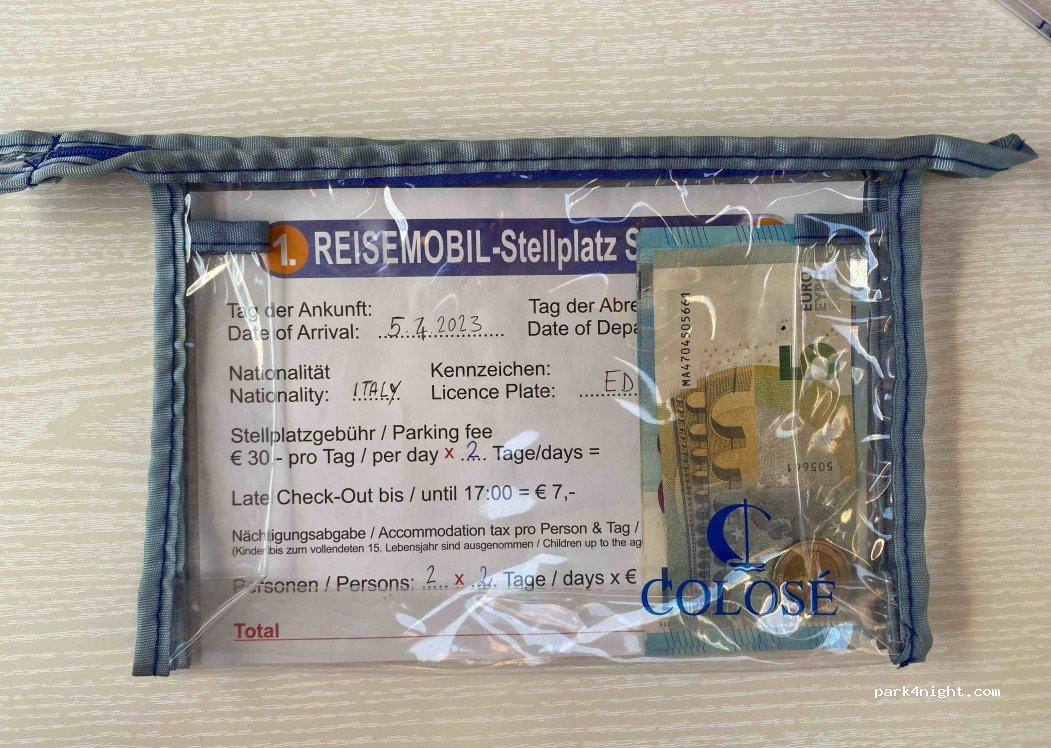 1. REISEMOBIL-Stellplatz S
Tag der Ankunft: Tag der Abre
Date of Arrival: 5.7.2023 Date of Depa
Nationalität Kennzeichen:
Nationality: ITALY Licence Plate: ED
Stellplatzgebühr / Parking fee
€ 30 - pro Tag / per day x 2 Tage/days =
Late Check-Out bis / until 17:00 = € 7,-
Nächtigungsabgabe / Accommodation tax pro Person & Tag /
(Kinder bis zum vollendeten 15. Lebensjahr sind ausgenommen / Children up to the ag
Personen / Persons: 2 x 2 Tage / days x €
Total
MA4704505661
EURO
5
505661
COLOSÉ
park4night.com